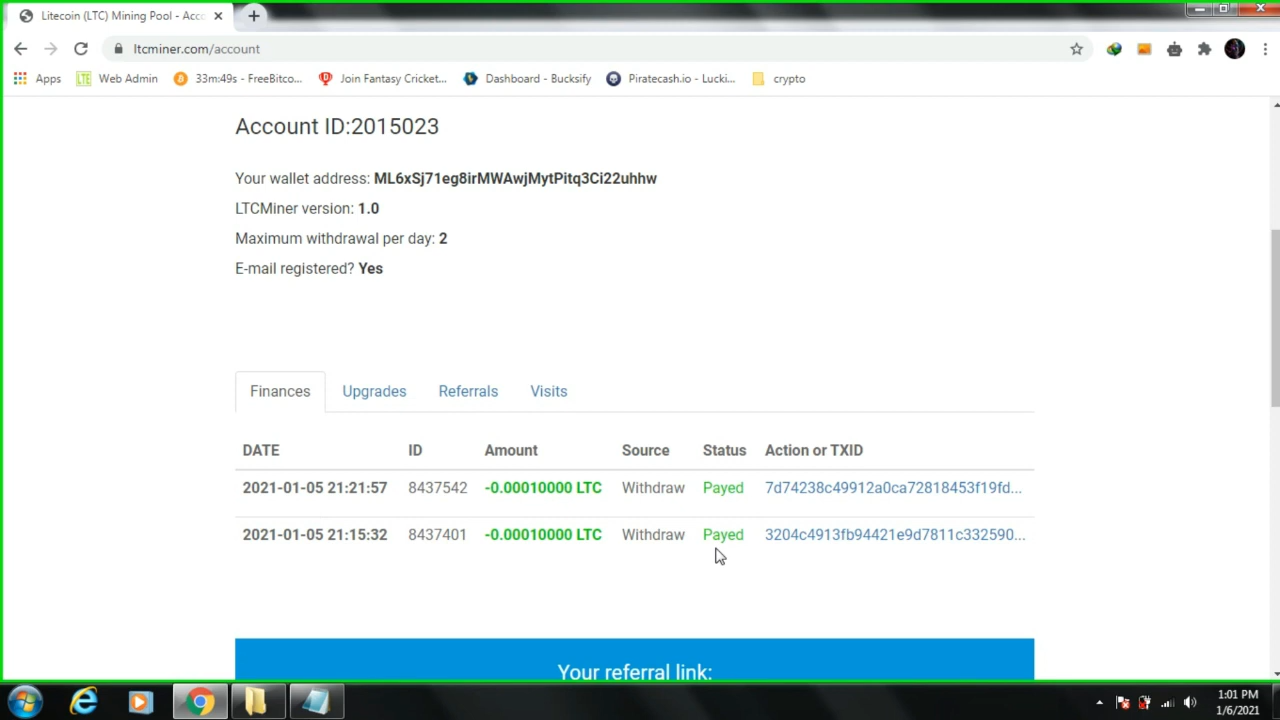 Litecoin (LTC) Mining Pool - Acc
ltcminer.com/account
Apps LTE Web Admin 33m:49s - FreeBitco... Join Fantasy Cricket... Dashboard - Bucksify Piratecash.io - Lucki... crypto
Account ID:2015023
Your wallet address: ML6xSj71eg8irMWAwjMytPitq3Ci22uhhw
LTCMiner version: 1.0
Maximum withdrawal per day: 2
E-mail registered? Yes
Finances Upgrades Referrals Visits
DATE ID Amount Source Status Action or TXID
2021-01-05 21:21:57 8437542 -0.00010000 LTC Withdraw Payed 7d74238c49912a0ca72818453f19fd...
2021-01-05 21:15:32 8437401 -0.00010000 LTC Withdraw Payed 3204c4913fb94421e9d7811c332590...
Your referral link:
1:01 PM
1/6/2021